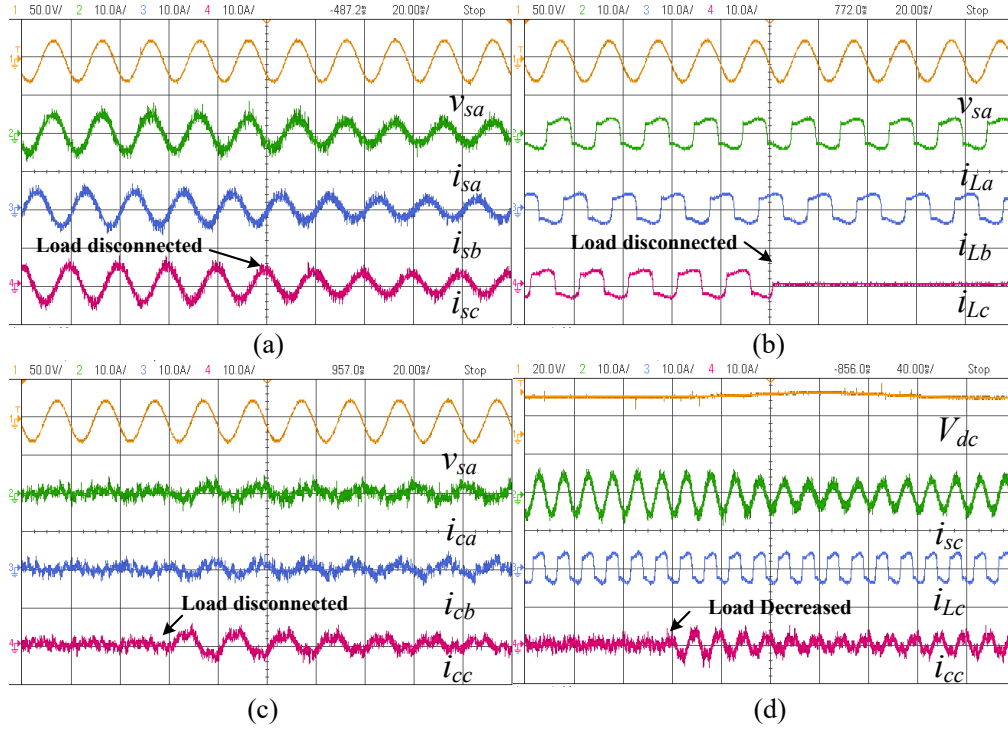 1 50.0V/ 2 10.0A/ 3 10.0A/ 4 10.0A/ -487.2ms 20.00ms/ Stop
v_sa
i_sa
i_sb
Load disconnected
i_sc
(a)
1 50.0V/ 2 10.0A/ 3 10.0A/ 4 10.0A/ 772.0ms 20.00ms/ Stop
v_sa
i_La
i_Lb
Load disconnected
i_Lc
(b)
1 50.0V/ 2 10.0A/ 3 10.0A/ 4 10.0A/ 957.0ms 20.00ms/ Stop
v_sa
i_ca
i_cb
Load disconnected
i_cc
(c)
1 20.0V/ 2 10.0A/ 3 10.0A/ 4 10.0A/ -856.0ms 40.00ms/ Stop
V_dc
i_sc
i_Lc
Load Decreased
i_cc
(d)